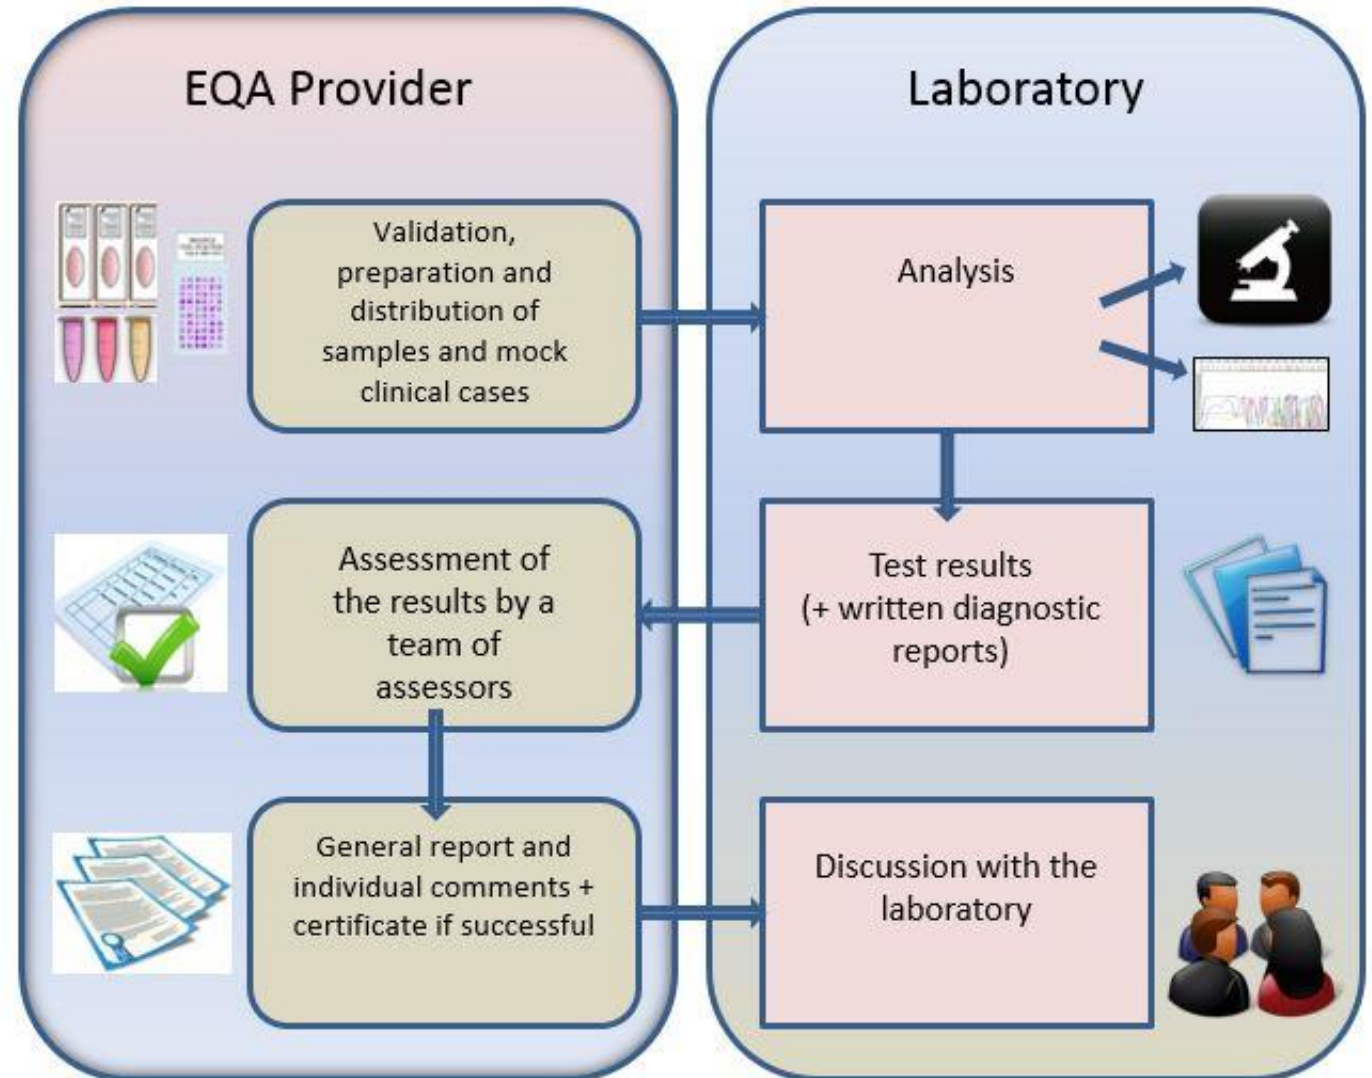 EQA Provider
Laboratory
Validation,
preparation and
distribution of
samples and mock
clinical cases
Analysis
Assessment of
the results by a
team of
assessors
Test results
(+ written diagnostic
reports)
General report and
individual comments +
certificate if successful
Discussion with the
laboratory